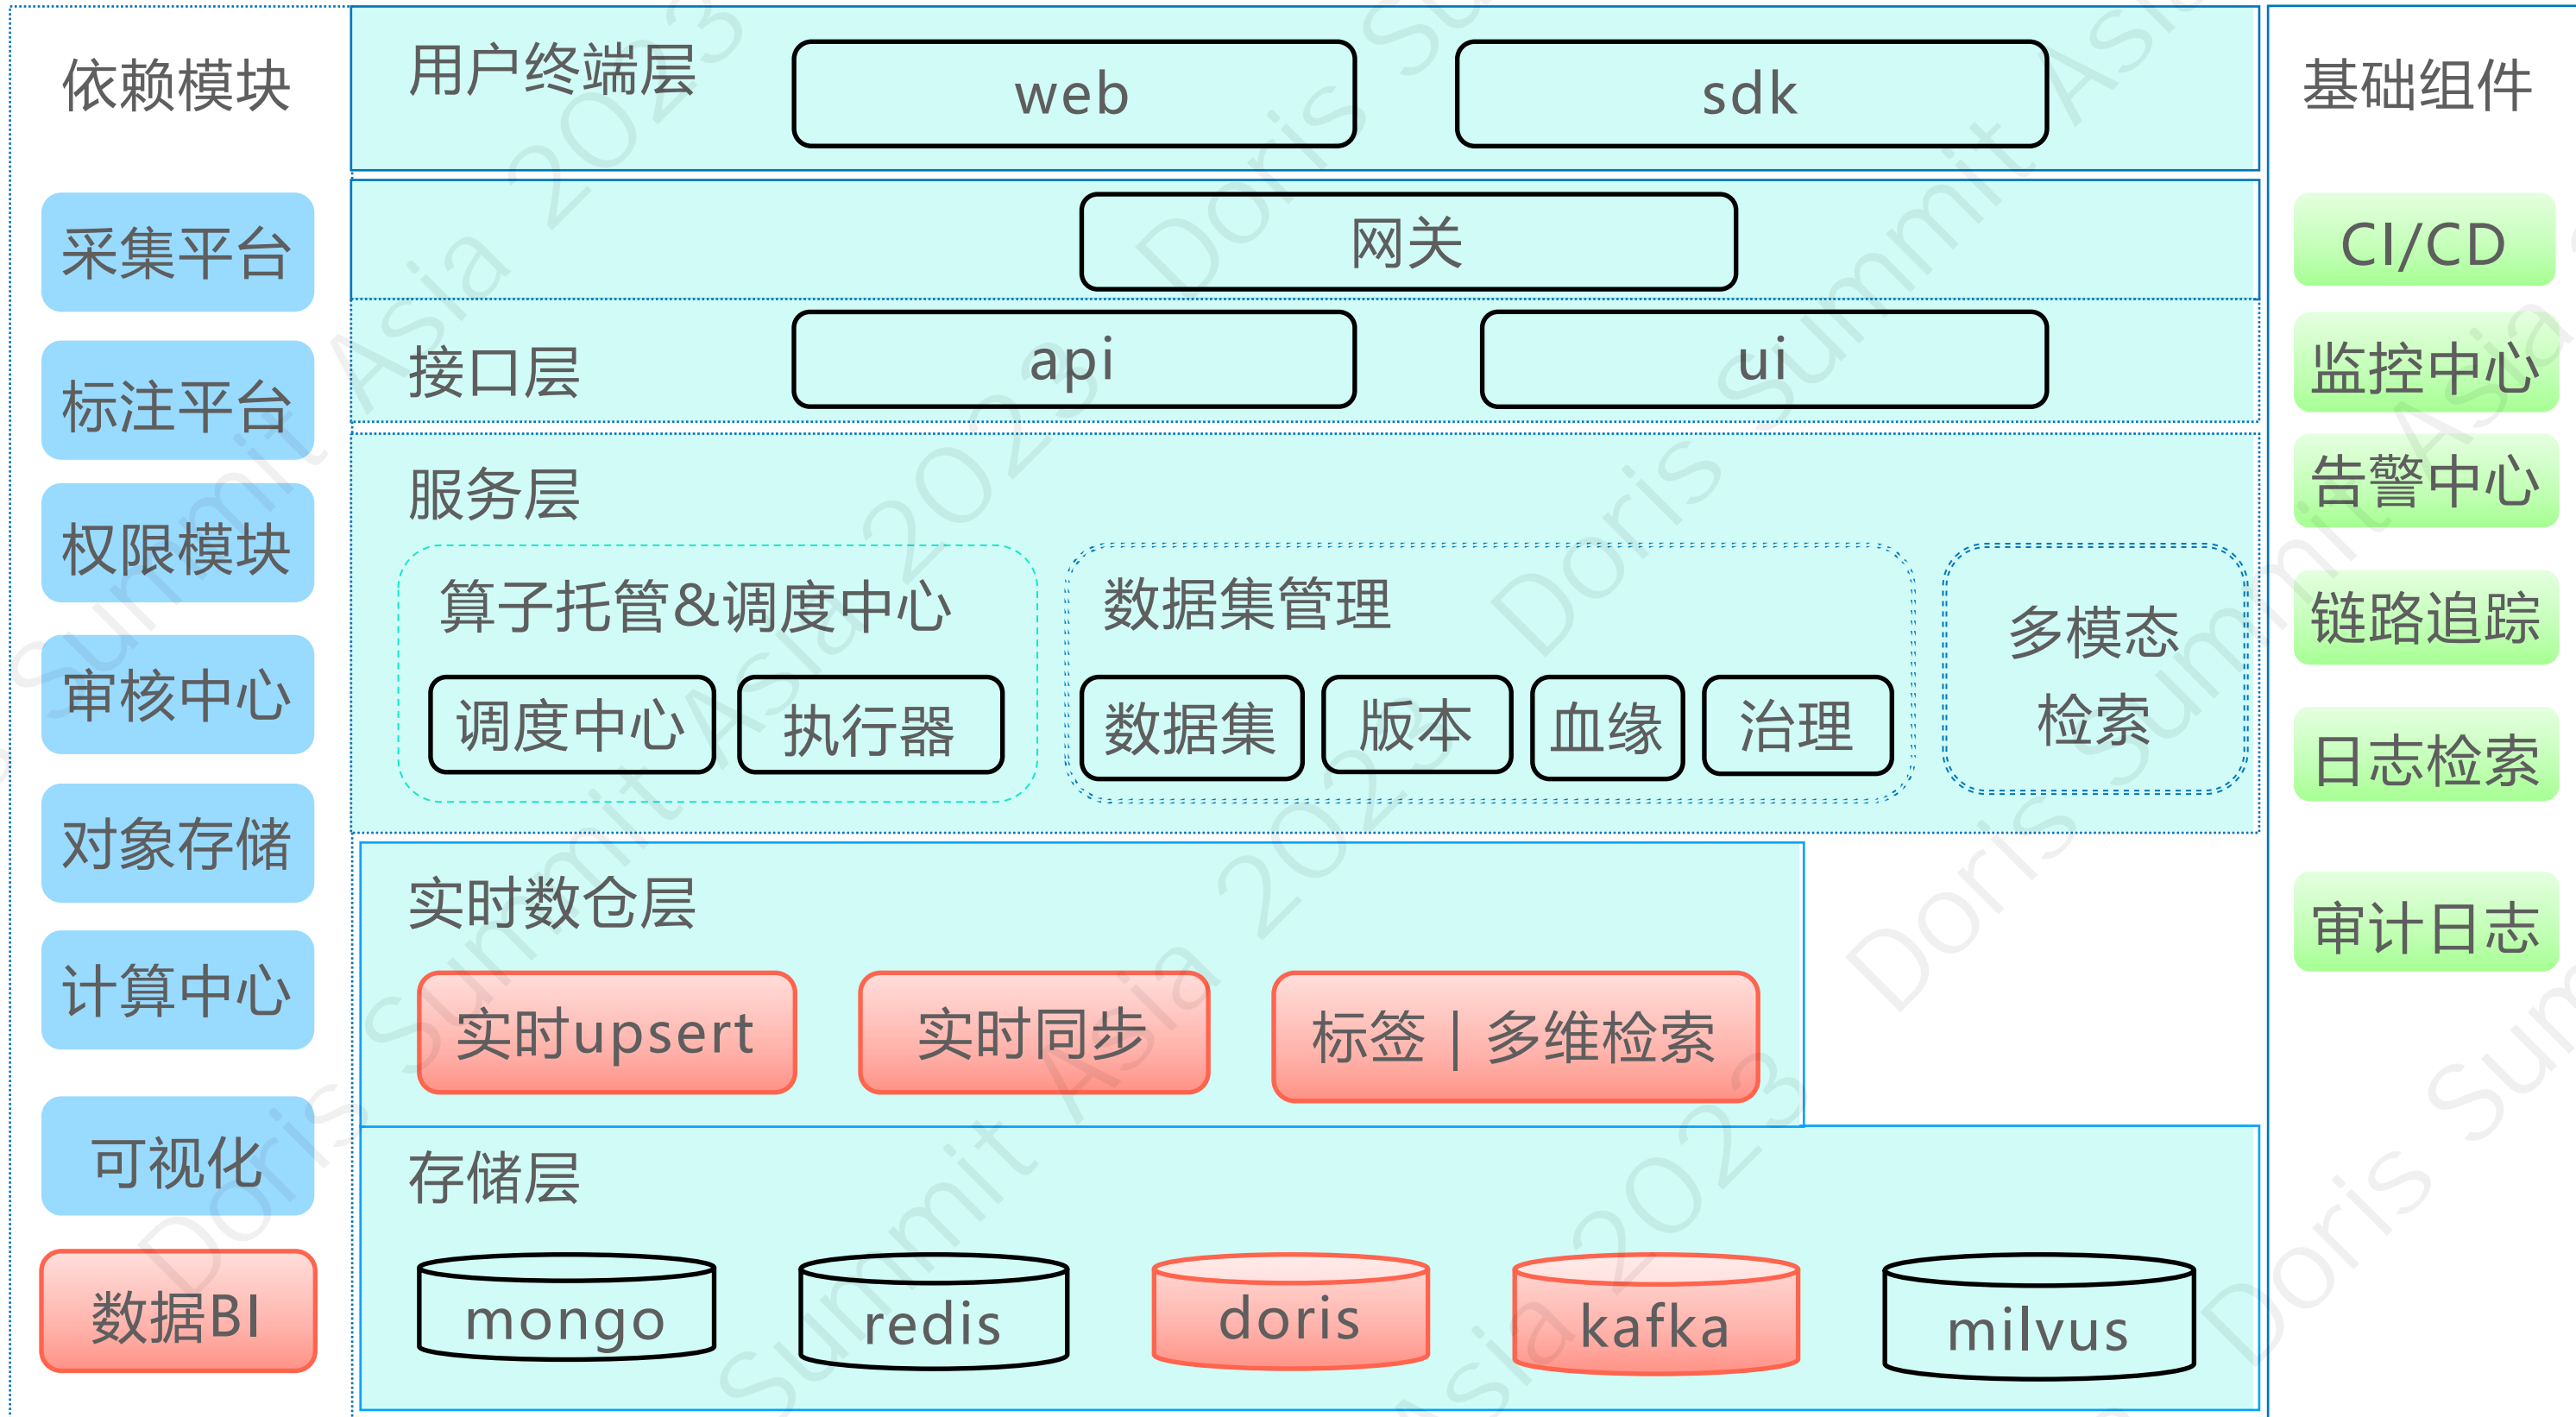 依赖模块
采集平台
标注平台
权限模块
审核中心
对象存储
计算中心
可视化
数据BI
用户终端层
web
sdk
网关
接口层
api
ui
服务层
算子托管&调度中心
调度中心
执行器
数据集管理
数据集
版本
血缘
治理
多模态
检索
实时数仓层
实时upsert
实时同步
标签 | 多维检索
存储层
mongo
redis
doris
kafka
milvus
基础组件
CI/CD
监控中心
告警中心
链路追踪
日志检索
审计日志
Doris Summit Asia 2023